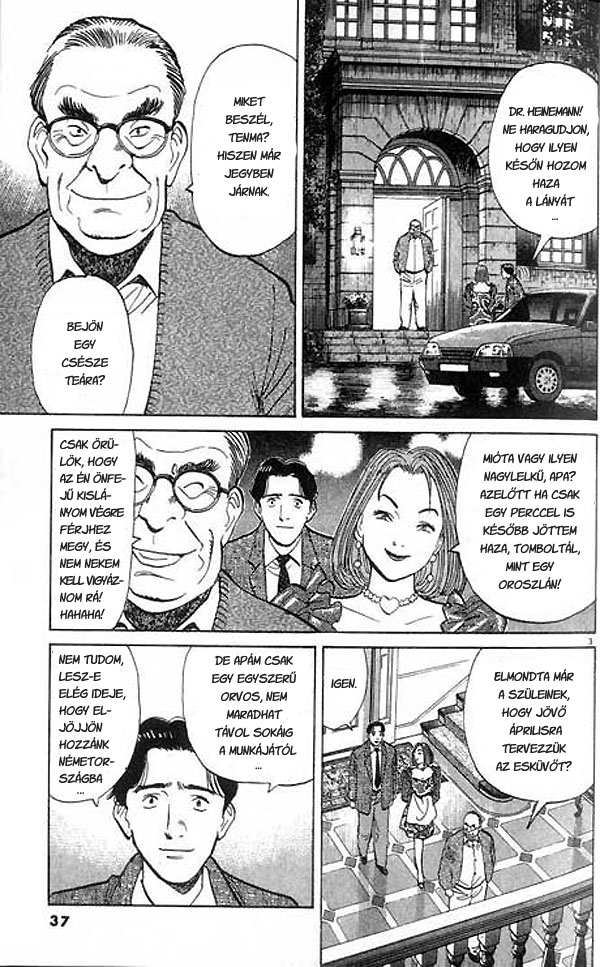 DR. HEINEMANN!
NE HARAGUDJON,
HOGY ILYEN
KÉSŐN HOZOM
HAZA
A LÁNYÁT
...
MIKET
BESZÉL,
TENMA?
HISZEN MÁR
JEGYBEN
JÁRNAK.
BEJÖN
EGY
CSÉSZE
TEÁRA?
MIÓTA VAGY ILYEN
NAGYLELKŰ, APA?
AZELŐTT HA CSAK
EGY PERCCEL IS
KÉSŐBB JÖTTEM
HAZA, TOMBOLTÁL,
MINT EGY
OROSZLÁN!
CSAK ÖRÜ-
LÖK, HOGY
AZ ÉN ÖNFE-
JŰ KISLÁ-
NYOM VÉGRE
FÉRJHEZ
MEGY, ÉS
NEM NEKEM
KELL VIGYÁZ-
NOM RÁ!
HAHAHA!
3
ELMONDTA MÁR
A SZÜLEINEK,
HOGY JÖVŐ
ÁPRILISRA
TERVEZZÜK
AZ ESKÜVŐT?
IGEN.
DE APÁM CSAK
EGY EGYSZERŰ
ORVOS, NEM
MARADHAT
TÁVOL SOKÁIG
A MUNKÁJÁTÓL
...
NEM TUDOM,
LESZ-E
ELÉG IDEJE,
HOGY EL-
JÖJJÖN
HOZZÁNK
NÉMETOR-
SZÁGBA
...
37